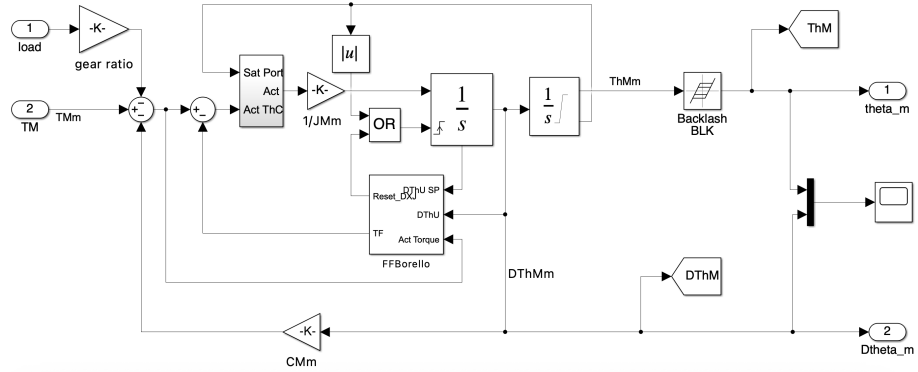 1
load
-K-
gear ratio
2
TM
TMm
Sat Port
Act
Act ThC
-K-
1/JMm
|u|
OR
1
s
1
s
ThMm
Backlash
BLK
ThM
1
theta_m
DThU SP
Reset_DXJ
DThU
TF
Act Torque
FFBorello
DThMm
DThM
-K-
CMm
2
Dtheta_m